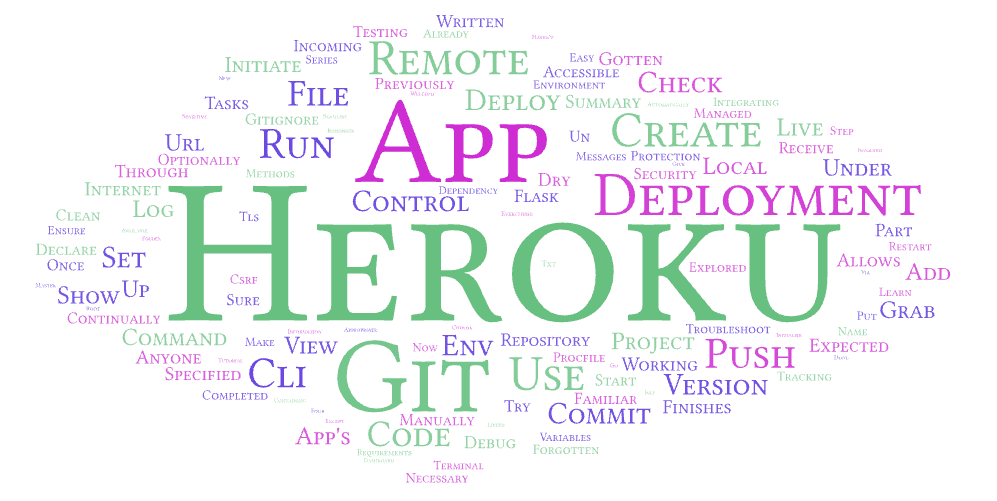 Written
Testing
Already
Incoming
Series
Remote
Easy
Gotten
Initiate
Accessible
Previously
Environment
Check
File
Deploy
Summary
Integrating
Managed
Tasks
Gitignore
App
Un
Create
Live
Step
Url
Run
Receive
Optionally
Messages
Protection
Through
Methods
Security
Local
Under
Internet
Dependency
Dry
Deployment
Control
Flask
Log
Clean
Tls
Heroku
Ensure
Part
Declare
Restart
Once
Set
Txt
Explored
Allows
Add
Csrf
Show
Up
Sure
Learn
Continually
Put
Grab
Troubleshoot
Name
Command
Make
View
Now
Env
Repository
Project
Expected
Anyone
Procfile
Working
Push
Specified
Cli
Git
Use
Start
Version
Tracking
Completed
Try
Familiar
Commit
Finishes
Manually
App's
Code
Debug
Variables
Requirements
Forgotten
Terminal
Necessary